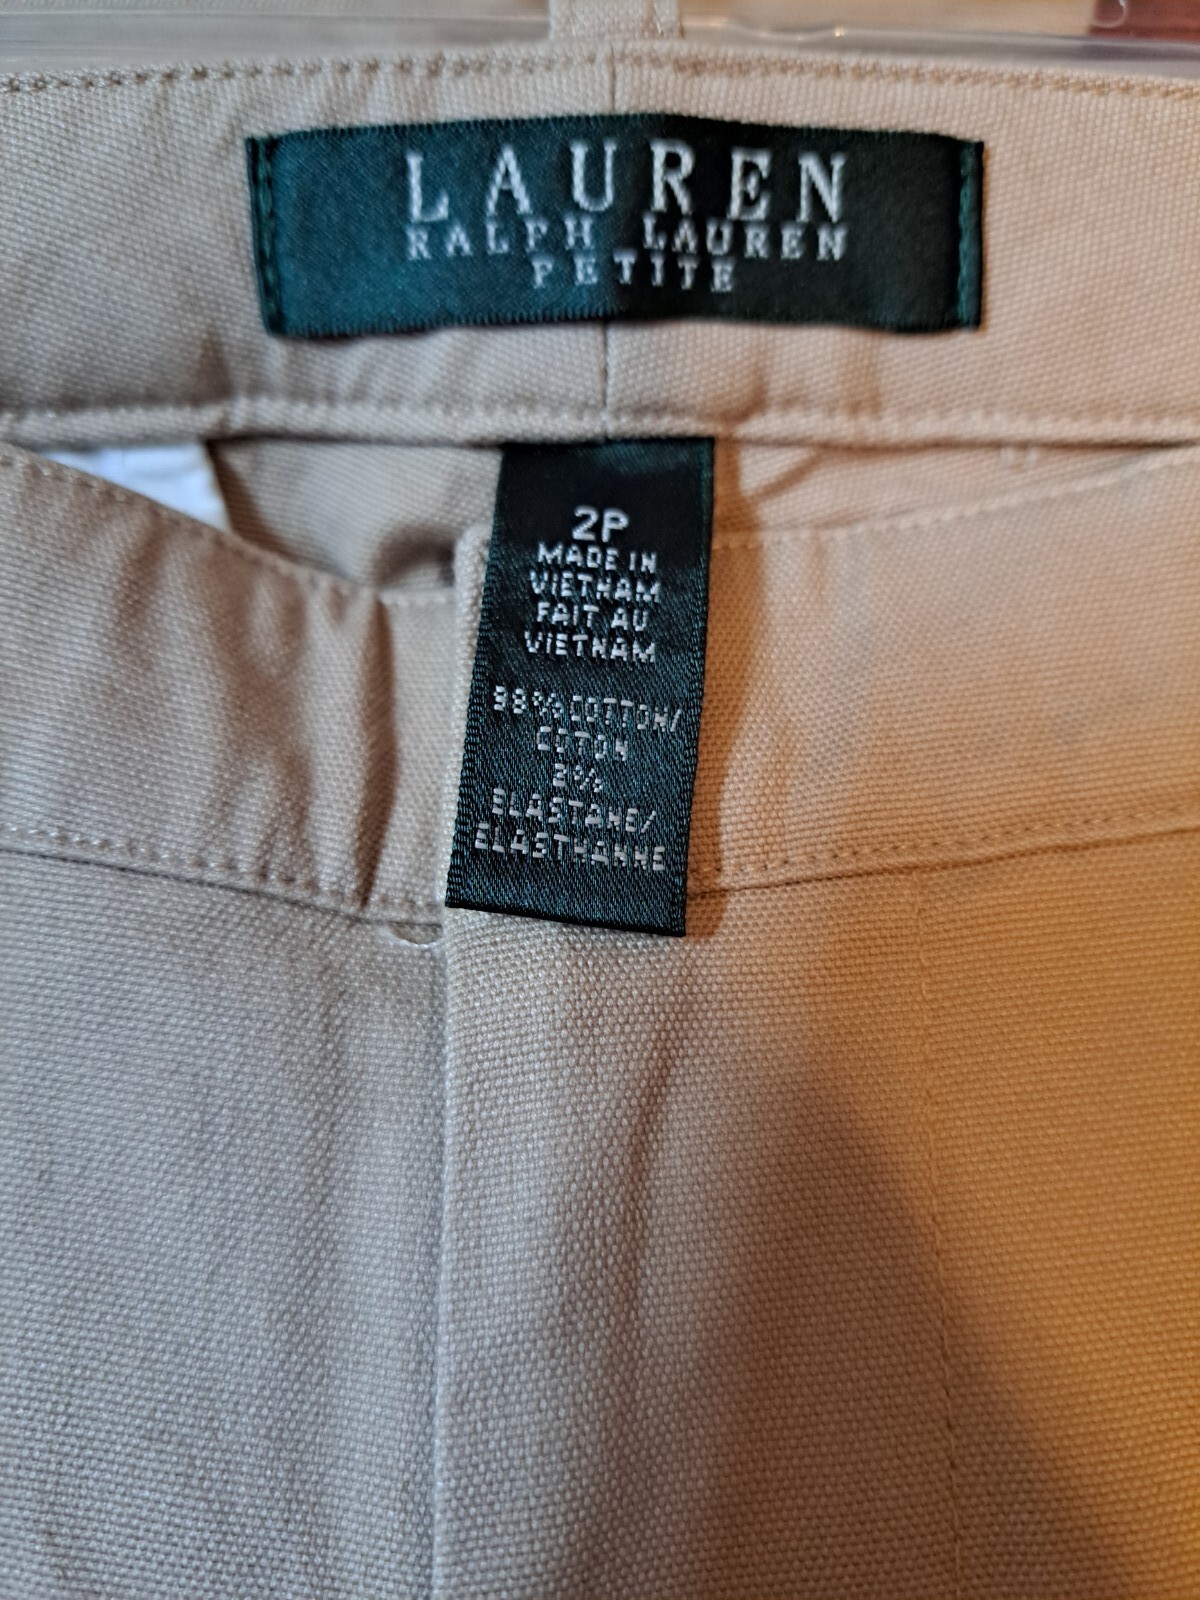 LAUREN
RALPH LAUREN
PETITE
2P
MADE IN
VIETNAM
FAIT AU
VIETNAM
98% COTTON/
COTON
2%
ELASTANE/
ELASTHANNE